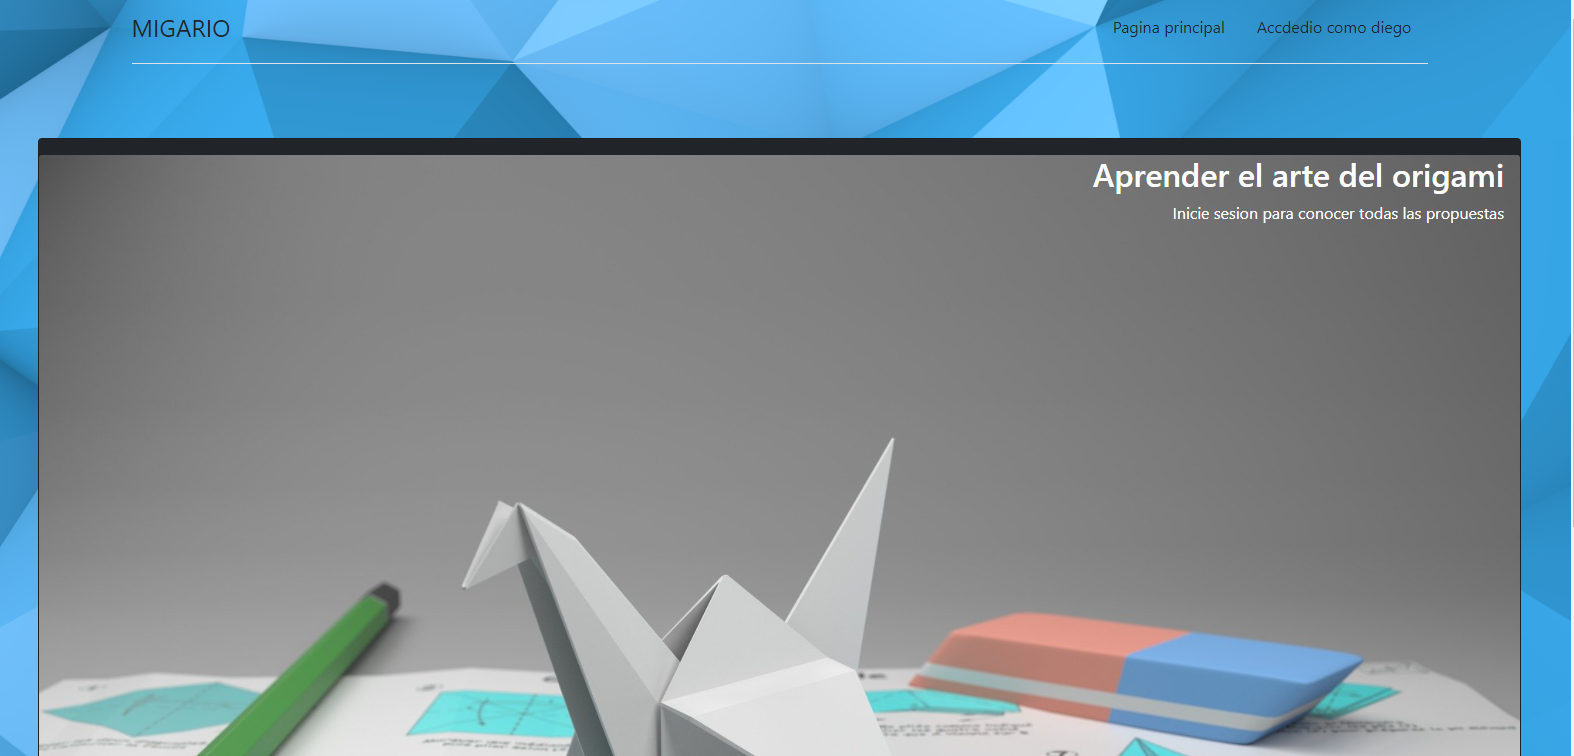 MIGARIO
Pagina principal
Accdedio como diego
Aprender el arte del origami
Inicie sesion para conocer todas las propuestas